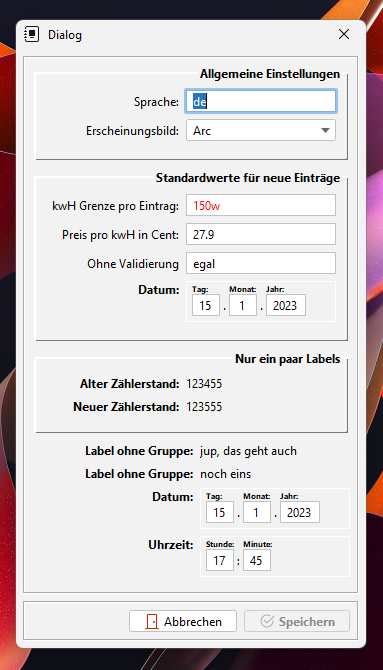 Dialog
Allgemeine Einstellungen
Sprache: de
Erscheinungsbild: Arc
Standardwerte für neue Einträge
kwH Grenze pro Eintrag: 150w
Preis pro kwH in Cent: 27.9
Ohne Validierung egal
Datum: Tag: Monat: Jahr:
15 . 1 . 2023
Nur ein paar Labels
Alter Zählerstand: 123455
Neuer Zählerstand: 123555
Label ohne Gruppe: jup, das geht auch
Label ohne Gruppe: noch eins
Datum: Tag: Monat: Jahr:
15 . 1 . 2023
Uhrzeit: Stunde: Minute:
17 : 45
Abbrechen Speichern